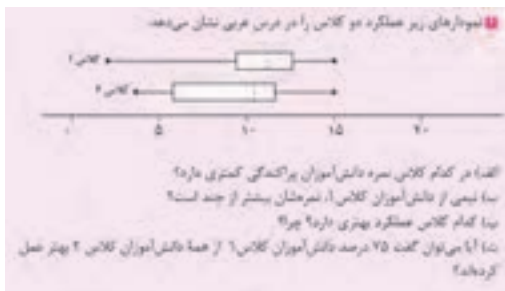 نمودارهای زیر عملکرد دو کلاس را در درس عربی نشان می‌دهد.
کلاس ۱
کلاس ۲
۰ ۵ ۱۰ ۱۵ ۲۰
الف) در کدام کلاس نمره دانش‌آموزان پراکندگی کمتری دارد؟
ب) نیمی از دانش‌آموزان کلاس ۱، نمره‌شان بیشتر از چند است؟
پ) کدام کلاس عملکرد بهتری دارد؟ چرا؟
ت) آیا می‌توان گفت ۷۵ درصد دانش‌آموزان کلاس ۱ از همهٔ دانش‌آموزان کلاس ۲ بهتر عمل
کرده‌اند؟